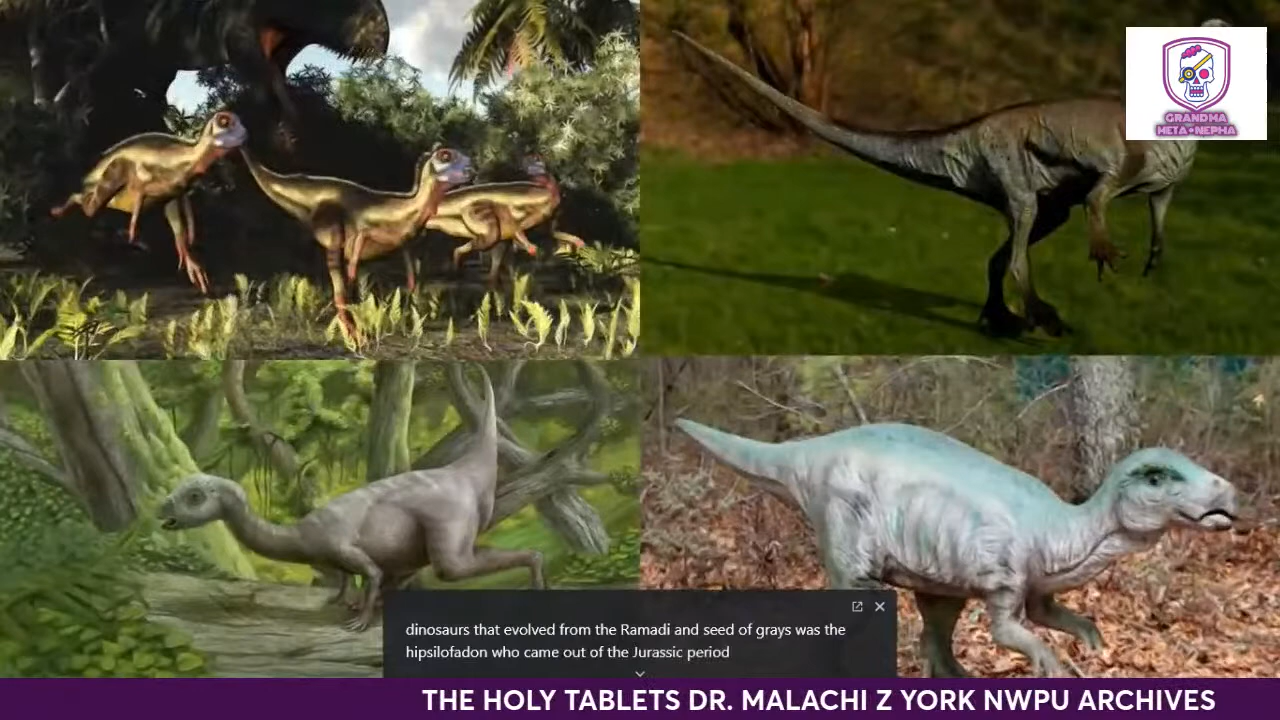 GRANDMA
META•NEPHA
dinosaurs that evolved from the Ramadi and seed of grays was the
hipsilofadon who came out of the Jurassic period
THE HOLY TABLETS DR. MALACHI Z YORK NWPU ARCHIVES